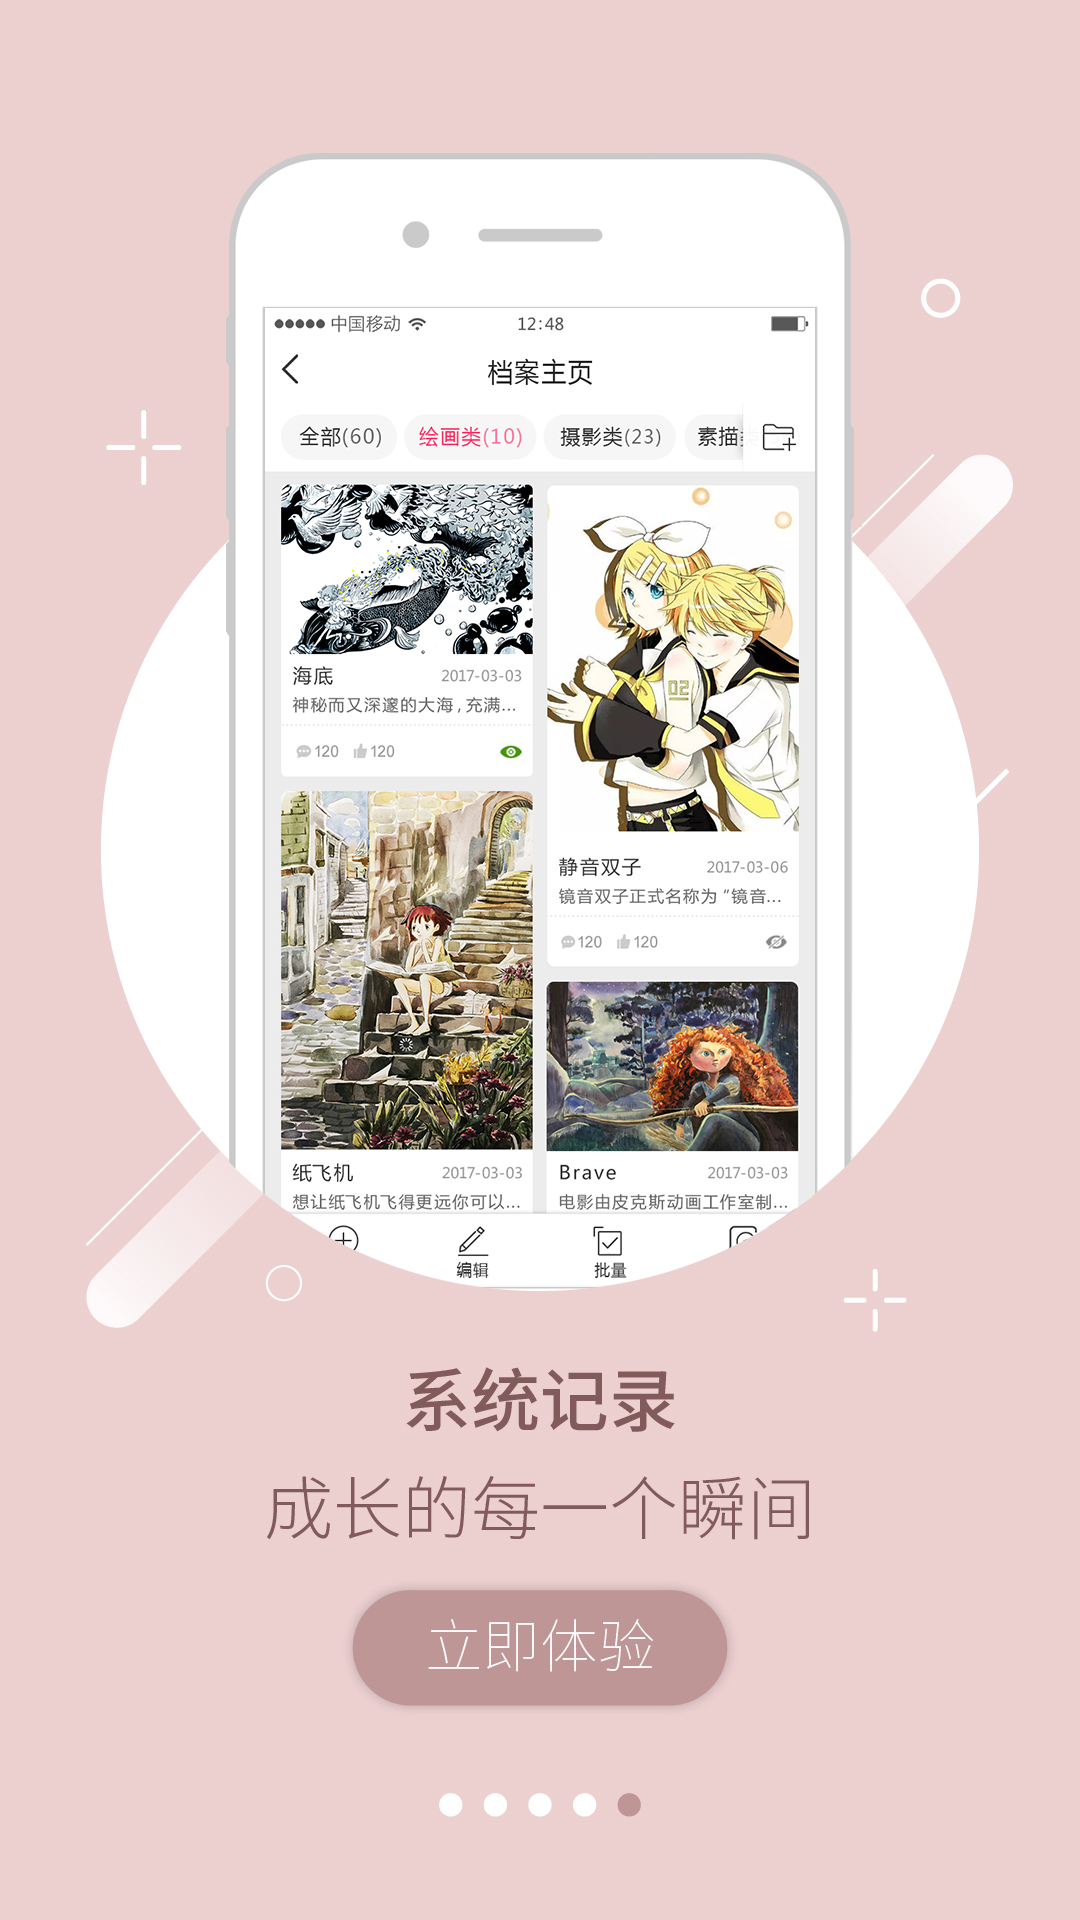 中国移动
12:48
档案主页
全部(60)
绘画类(10)
摄影类(23)
素描
02
海底
2017-03-03
神秘而又深邃的大海,充满...
120
120
静音双子
2017-03-06
镜音双子正式名称为“镜音...
120
120
纸飞机
2017-03-03
想让纸飞机飞得更远你可以...
Brave
2017-03-03
电影由皮克斯动画工作室制...
编辑
批量
系统记录
成长的每一个瞬间
立即体验